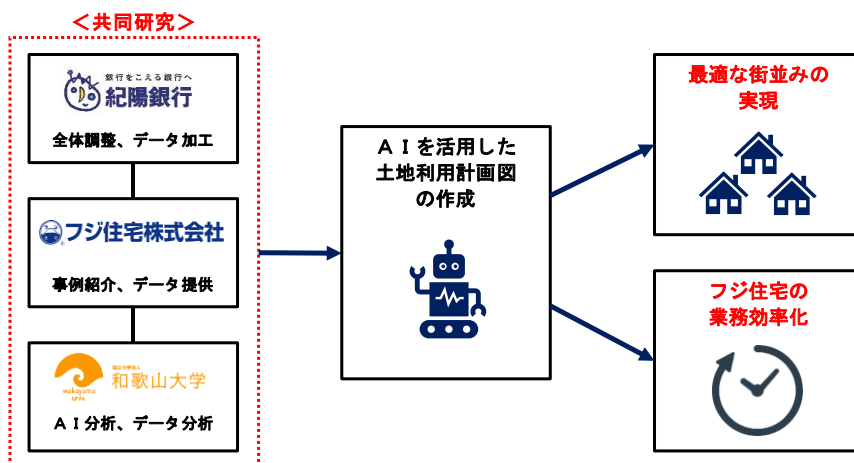 ＜共同研究＞
銀行をこえる銀行へ
紀陽銀行
全体調整、データ加工
フジ住宅株式会社
事例紹介、データ提供
国立大学法人
和歌山大学
wakayama
univ.
ＡＩ分析、データ分析
ＡＩを活用した
土地利用計画図
の作成
最適な街並みの
実現
フジ住宅の
業務効率化